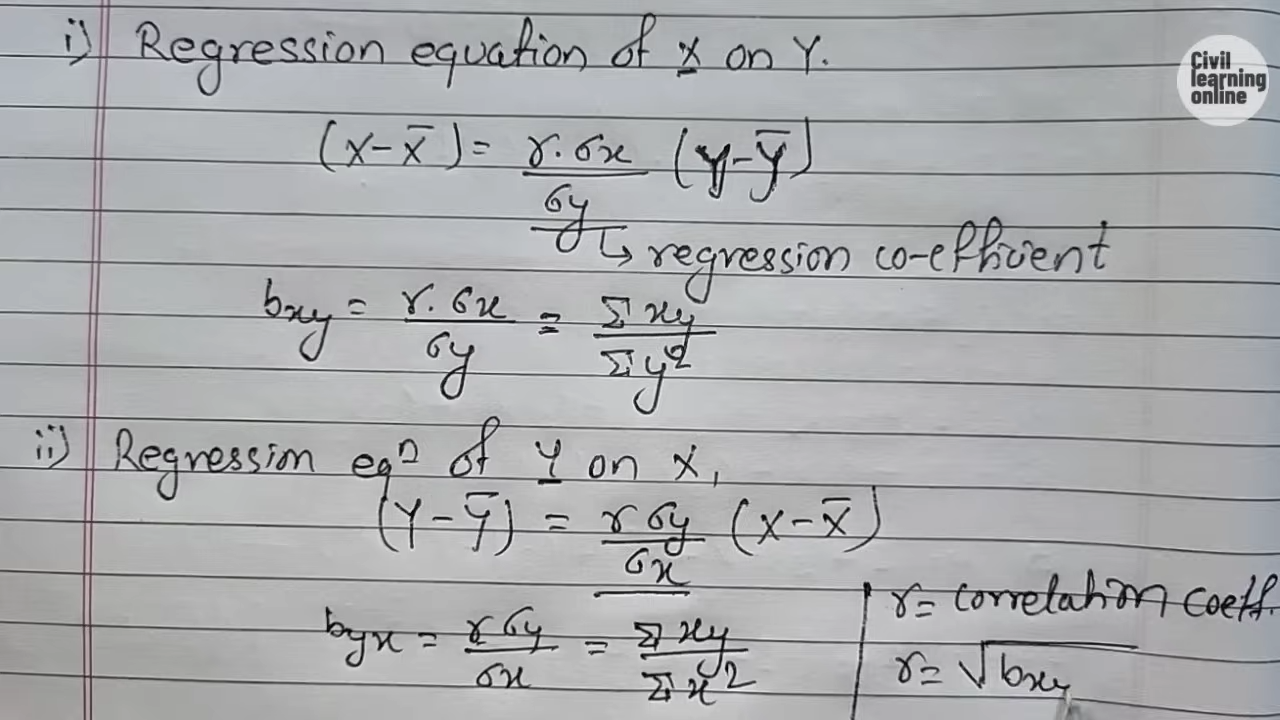 i) Regression equation of X on Y.
Civil
learning
online
(X-X̄) = r.σx/σy (Y-Ȳ)
↳ regression co-efficient
bxy = r.σx/σy = Σxy/Σy²
ii) Regression eqⁿ of Y on X,
(Y-Ȳ) = rσy/σx (X-X̄)
byx = rσy/σx = Σxy/Σx²
r = correlation coeff.
r = √bxy